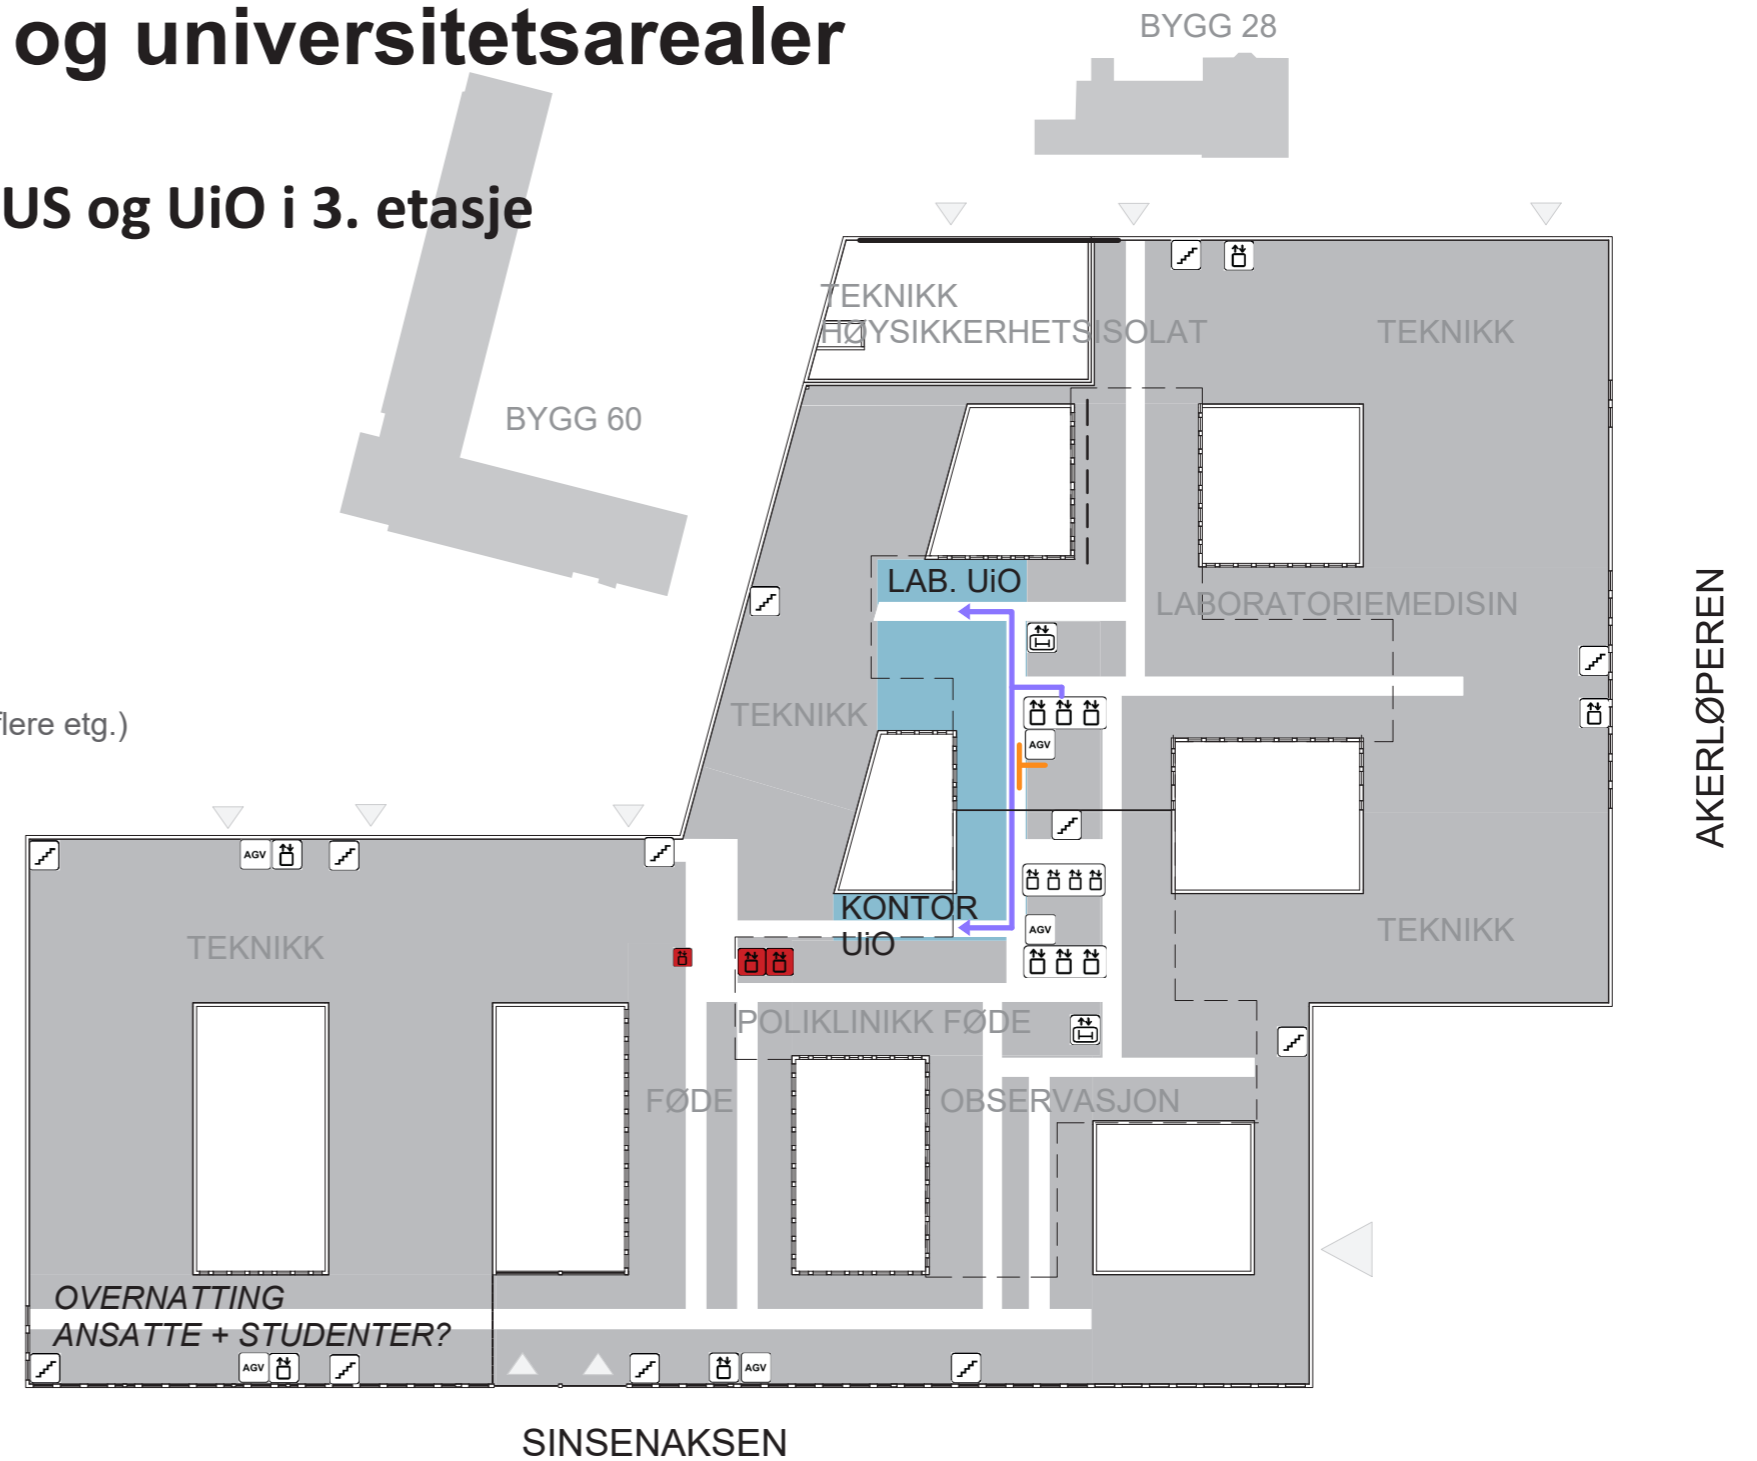 og universitetsarealer
BYGG 28
US og UiO i 3. etasje
TEKNIKK
HØYSIKKERHETSISOLAT
TEKNIKK
BYGG 60
LAB. UiO
LABORATORIEMEDISIN
AKERLØPEREN
TEKNIKK
flere etg.)
AGV
AGV
KONTOR
UiO
AGV
TEKNIKK
TEKNIKK
POLIKLINIKK FØDE
FØDE
OBSERVASJON
OVERNATTING
ANSATTE + STUDENTER?
AGV
AGV
SINSENAKSEN